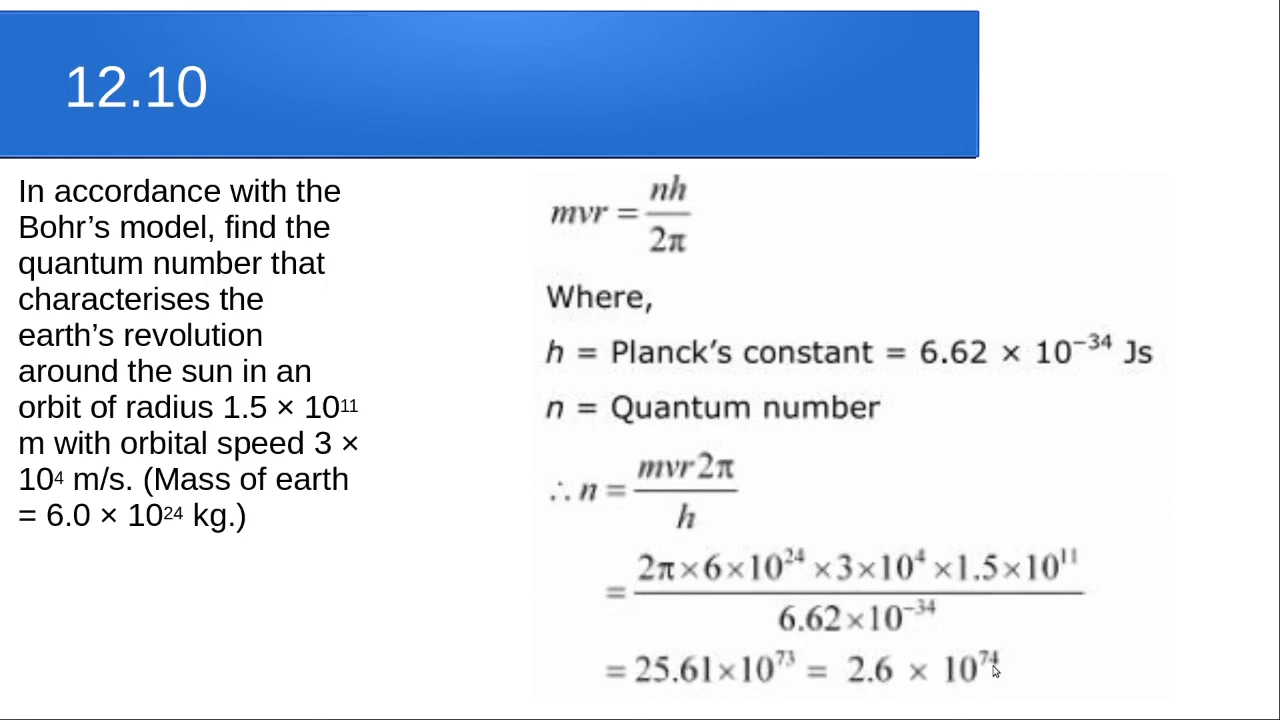 12.10
In accordance with the
Bohr’s model, find the
quantum number that
characterises the
earth’s revolution
around the sun in an
orbit of radius 1.5 × 10¹¹
m with orbital speed 3 ×
10⁴ m/s. (Mass of earth
= 6.0 × 10²⁴ kg.)
mvr = nh / 2π
Where,
h = Planck’s constant = 6.62 × 10⁻³⁴ Js
n = Quantum number
∴ n = mvr2π / h
= 2π×6×10²⁴ ×3×10⁴ ×1.5×10¹¹ / 6.62×10⁻³⁴
= 25.61×10⁷³ = 2.6 × 10⁷⁴